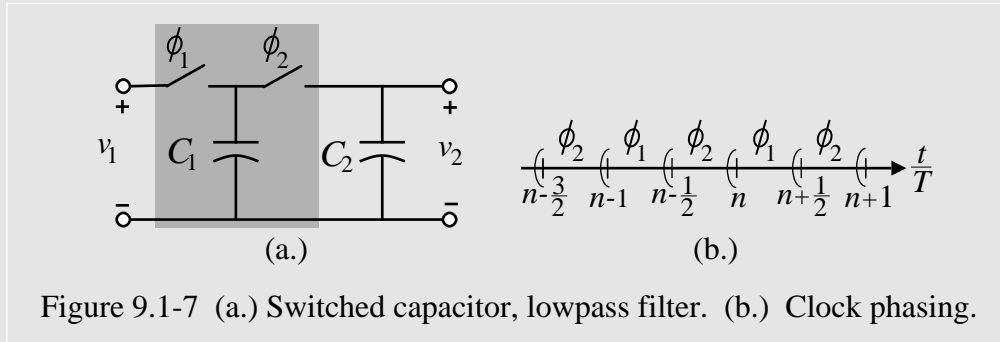 ϕ1 ϕ2
+ +
v1 C1 C2 v2
− −
(a.)
ϕ2 ϕ1 ϕ2 ϕ1 ϕ2
n-3/2 n-1 n-1/2 n n+1/2 n+1 t/T
(b.)
Figure 9.1-7 (a.) Switched capacitor, lowpass filter. (b.) Clock phasing.